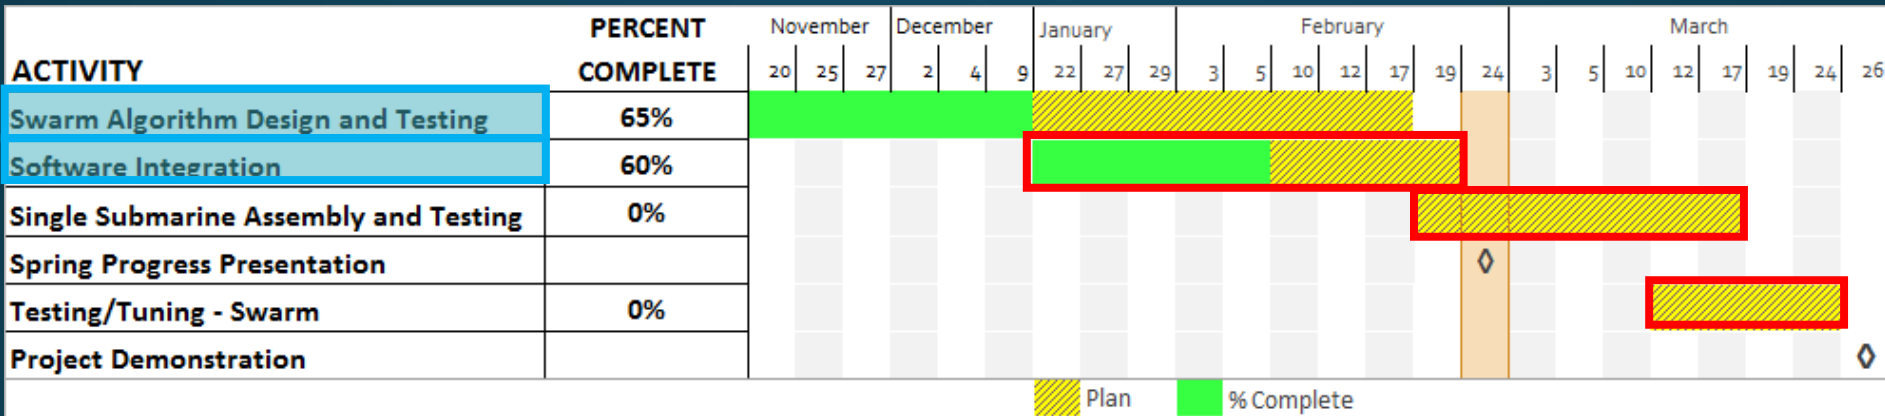 PERCENT November December January February March
ACTIVITY COMPLETE 20 25 27 2 4 9 22 27 29 3 5 10 12 17 19 24 3 5 10 12 17 19 24 26
Swarm Algorithm Design and Testing 65%
Software Integration 60%
Single Submarine Assembly and Testing 0%
Spring Progress Presentation ◊
Testing/Tuning - Swarm 0%
Project Demonstration ◊
Plan % Complete